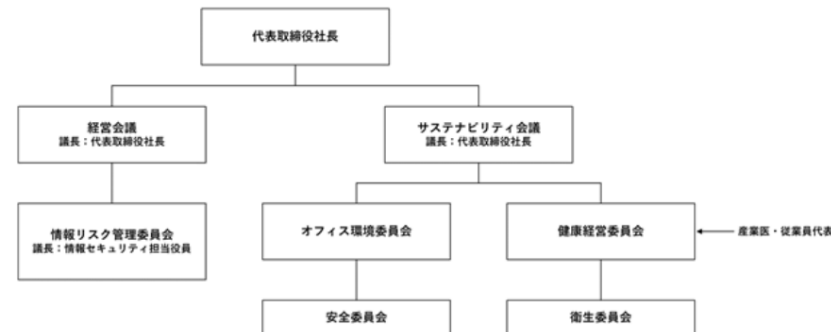 代表取締役社長
経営会議
議長：代表取締役社長
サステナビリティ会議
議長：代表取締役社長
情報リスク管理委員会
議長：情報セキュリティ担当役員
オフィス環境委員会
健康経営委員会
産業医・従業員代表
安全委員会
衛生委員会